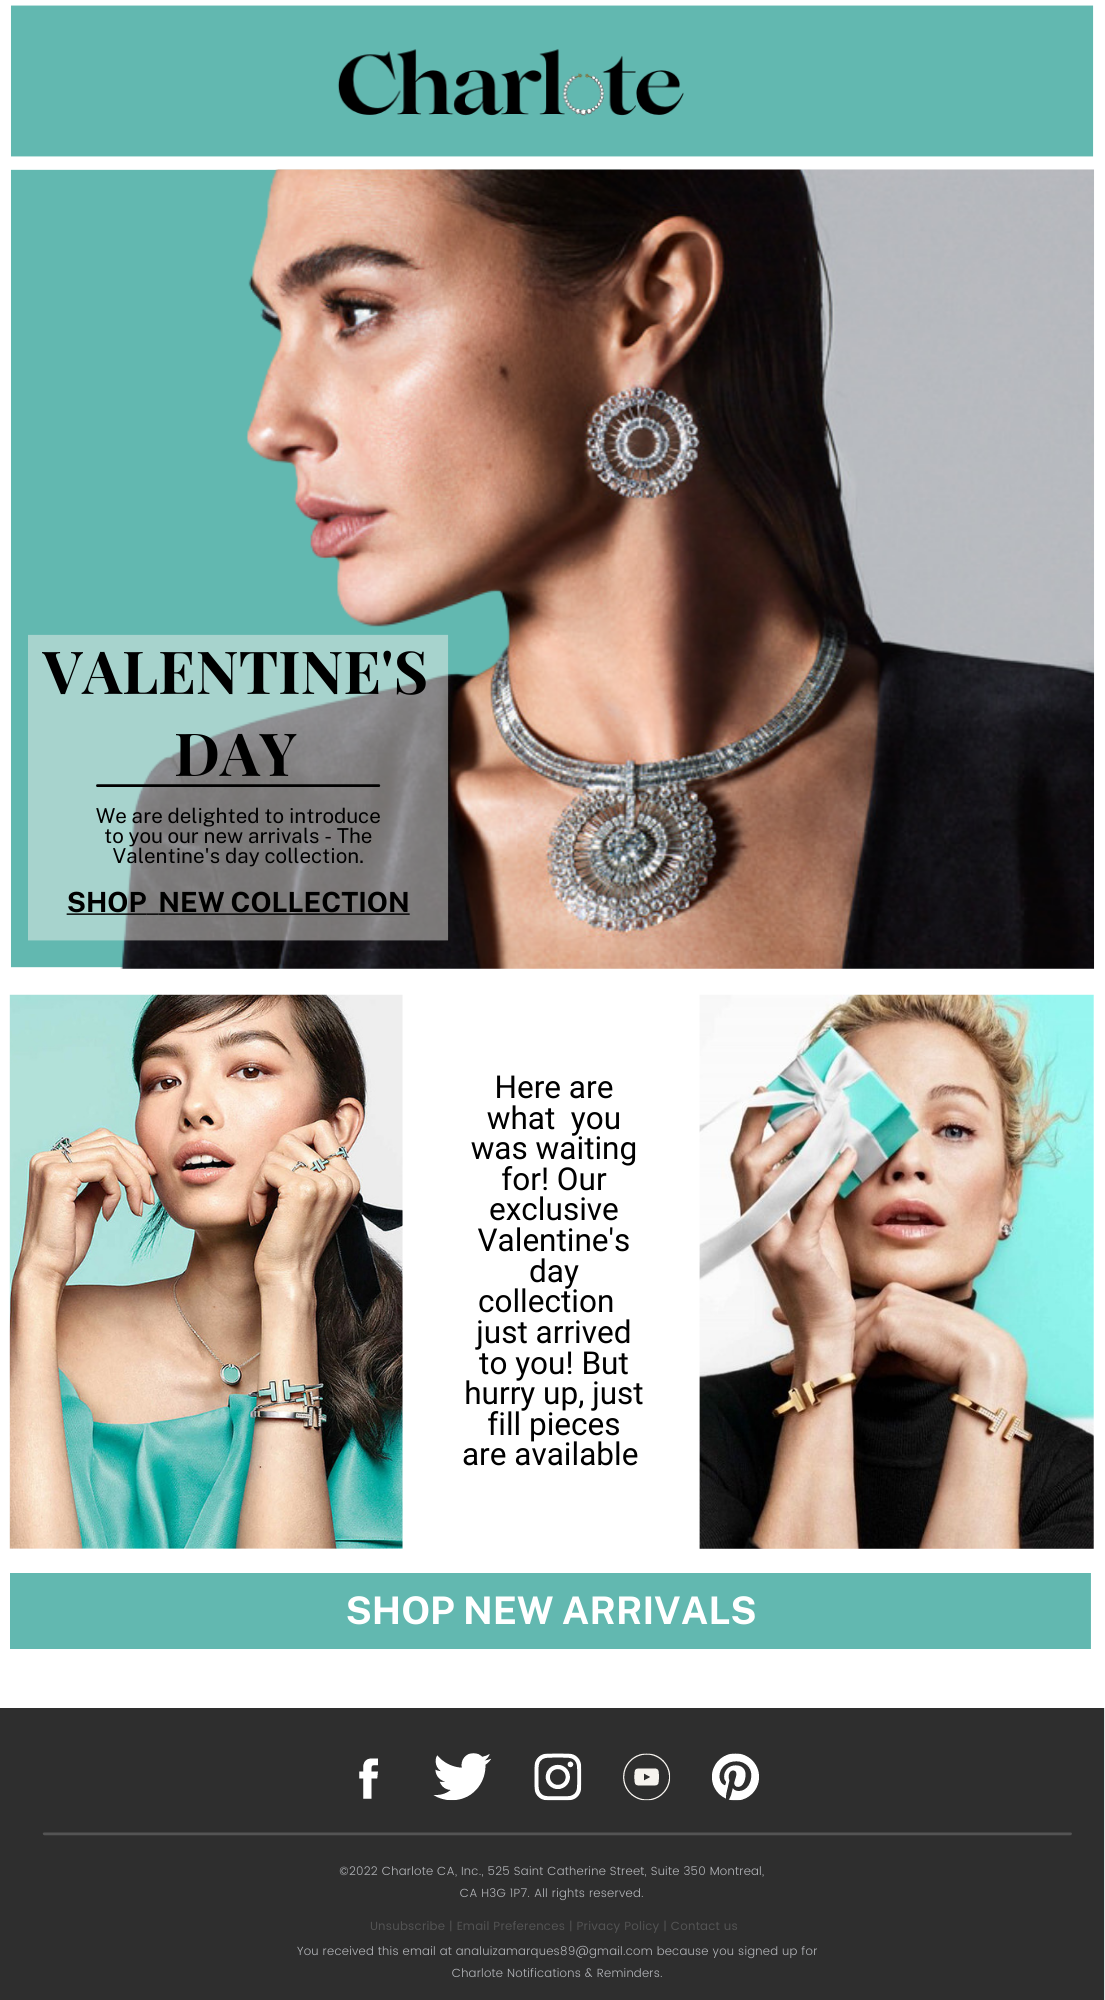 Charlote
VALENTINE'S
DAY
We are delighted to introduce
to you our new arrivals - The
Valentine's day collection.
SHOP NEW COLLECTION
Here are
what you
was waiting
for! Our
exclusive
Valentine's
day
collection
just arrived
to you! But
hurry up, just
fill pieces
are available
SHOP NEW ARRIVALS
©2022 Charlote CA, Inc., 525 Saint Catherine Street, Suite 350 Montreal,
CA H3G 1P7. All rights reserved.
Unsubscribe | Email Preferences | Privacy Policy | Contact us
You received this email at analuizamarques89@gmail.com because you signed up for
Charlote Notifications & Reminders.